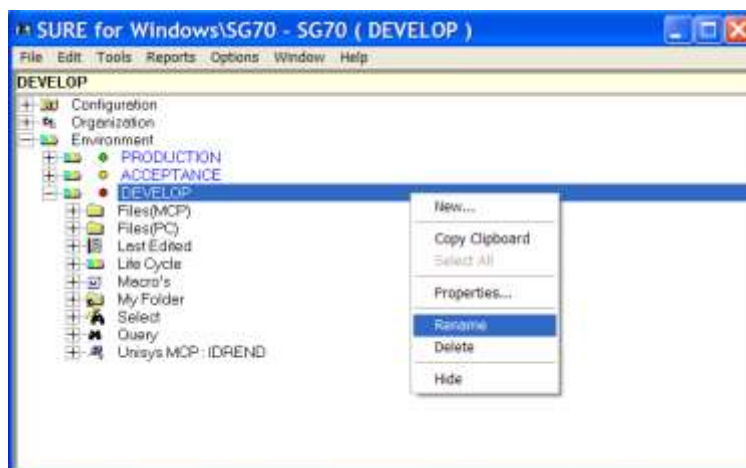 SURE for Windows\SG70 - SG70 ( DEVELOP )
File Edit Tools Reports Options Window Help
DEVELOP
Configuration
Organization
Environment
PRODUCTION
ACCEPTANCE
DEVELOP
Files(MCP)
Files(PC)
Last Edited
Life Cycle
Macro's
My Folder
Select
Query
Unisys MCP : IDREND
New...
Copy Clipboard
Select All
Properties...
Rename
Delete
Hide